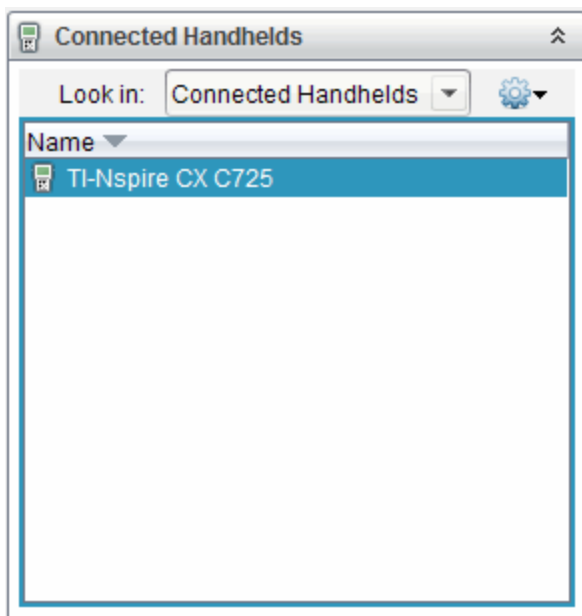 Connected Handhelds
Look in: Connected Handhelds
Name
TI-Nspire CX C725